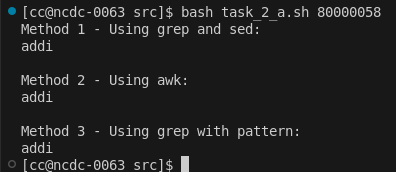 [cc@ncdc-0063 src]$ bash task_2_a.sh 80000058
Method 1 - Using grep and sed:
addi
Method 2 - Using awk:
addi
Method 3 - Using grep with pattern:
addi
[cc@ncdc-0063 src]$